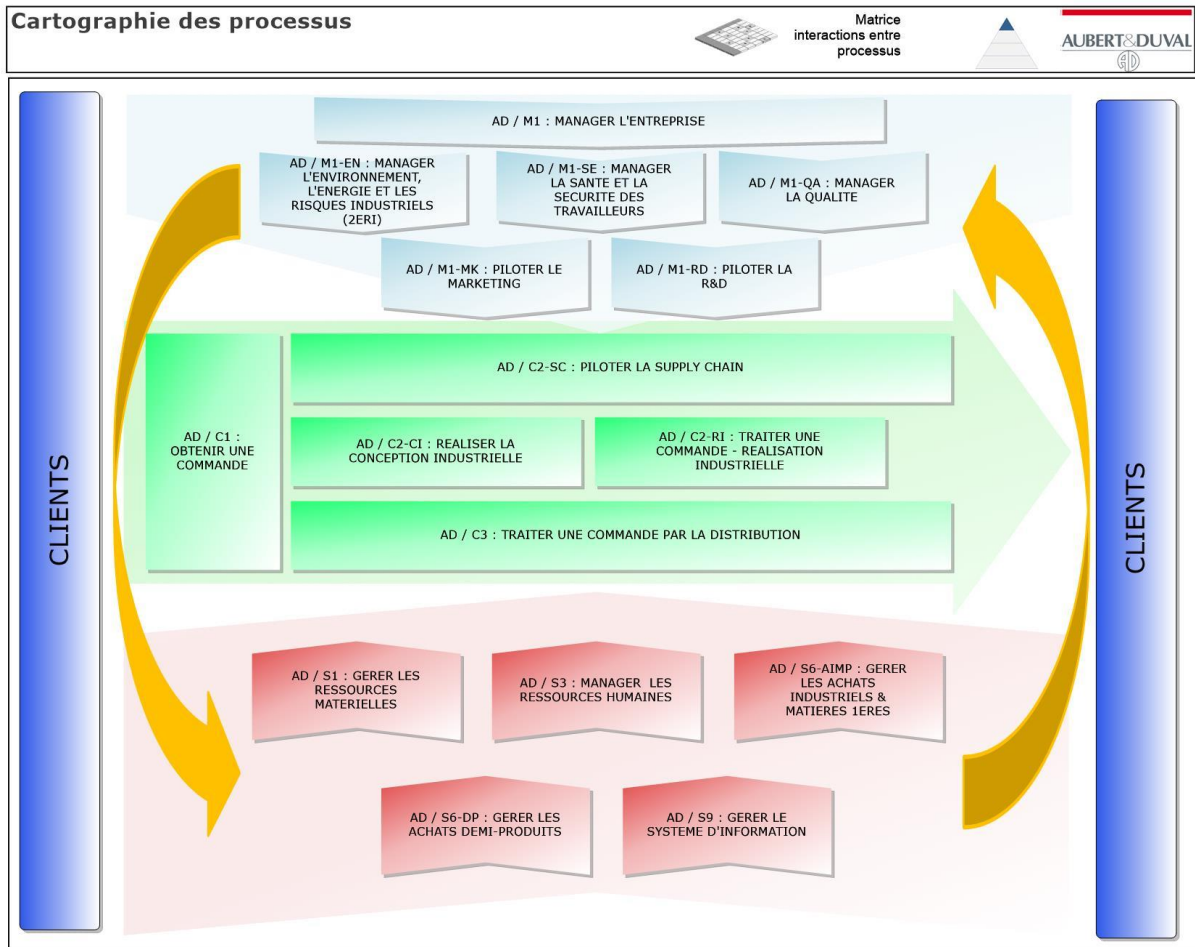 Cartographie des processus
Matrice
interactions entre
processus
AUBERT&DUVAL
AD
CLIENTS
AD / M1 : MANAGER L'ENTREPRISE
AD / M1-EN : MANAGER
L'ENVIRONNEMENT,
L'ENERGIE ET LES
RISQUES INDUSTRIELS
(2ERI)
AD / M1-SE : MANAGER
LA SANTE ET LA
SECURITE DES
TRAVAILLEURS
AD / M1-QA : MANAGER
LA QUALITE
AD / M1-MK : PILOTER LE
MARKETING
AD / M1-RD : PILOTER LA
R&D
AD / C1 :
OBTENIR UNE
COMMANDE
AD / C2-SC : PILOTER LA SUPPLY CHAIN
AD / C2-CI : REALISER LA
CONCEPTION INDUSTRIELLE
AD / C2-RI : TRAITER UNE
COMMANDE - REALISATION
INDUSTRIELLE
AD / C3 : TRAITER UNE COMMANDE PAR LA DISTRIBUTION
AD / S1 : GERER LES
RESSOURCES
MATERIELLES
AD / S3 : MANAGER LES
RESSOURCES HUMAINES
AD / S6-AIMP : GERER
LES ACHATS
INDUSTRIELS &
MATIERES 1ERES
AD / S6-DP : GERER LES
ACHATS DEMI-PRODUITS
AD / S9 : GERER LE
SYSTEME D'INFORMATION
CLIENTS